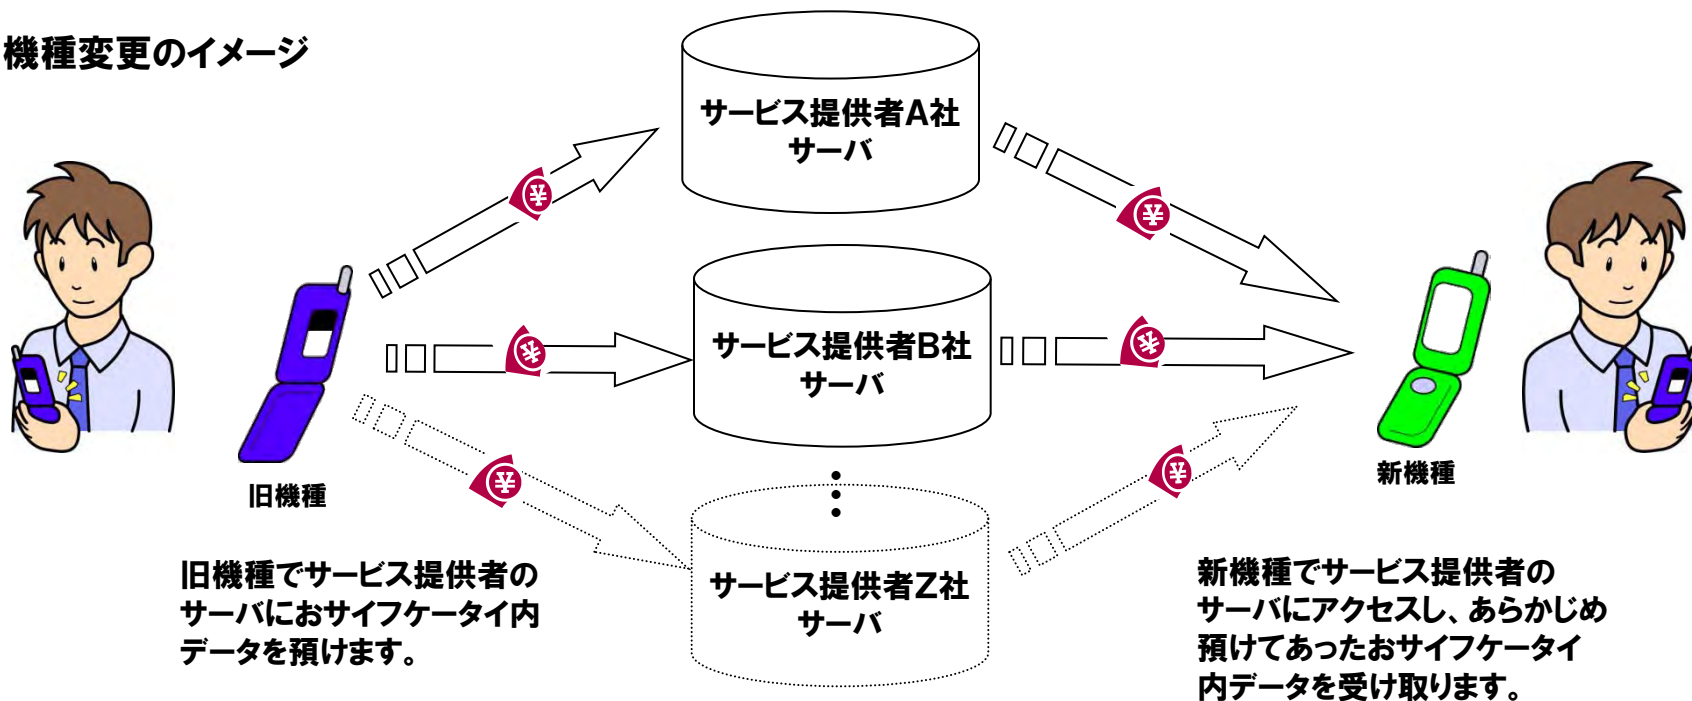 機種変更のイメージ
サービス提供者A社
サーバ
サービス提供者B社
サーバ
サービス提供者Z社
サーバ
旧機種
新機種
旧機種でサービス提供者の
サーバにおサイフケータイ内
データを預けます。
新機種でサービス提供者の
サーバにアクセスし、あらかじめ
預けてあったおサイフケータイ
内データを受け取ります。
¥
¥
¥
¥
¥
¥